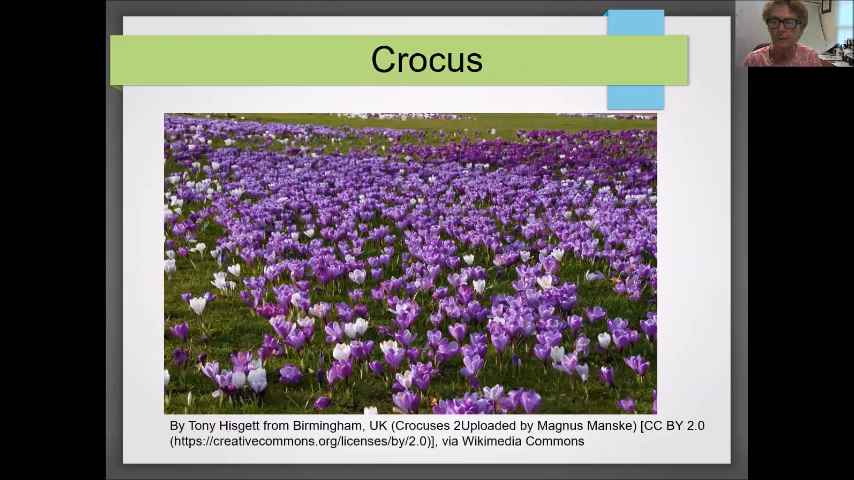 Crocus
By Tony Hisgett from Birmingham, UK (Crocuses 2Uploaded by Magnus Manske) [CC BY 2.0
(https://creativecommons.org/licenses/by/2.0)], via Wikimedia Commons